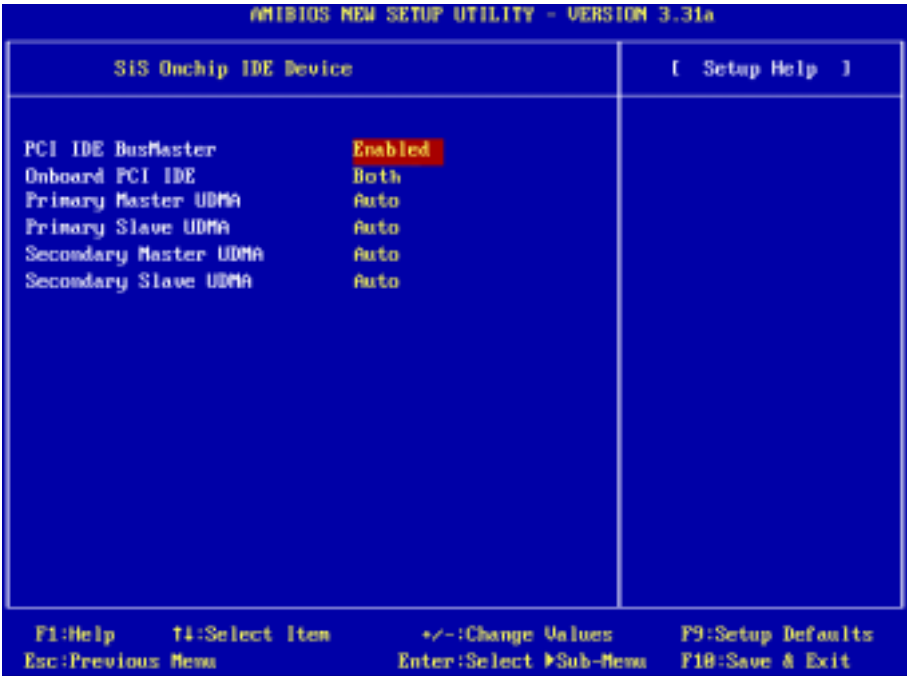 AMIBIOS NEW SETUP UTILITY - VERSION 3.31a
SiS Onchip IDE Device
[ Setup Help ]
PCI IDE BusMaster Enabled
Onboard PCI IDE Both
Primary Master UDMA Auto
Primary Slave UDMA Auto
Secondary Master UDMA Auto
Secondary Slave UDMA Auto
F1:Help ↑↓:Select Item +/-:Change Values F9:Setup Defaults
Esc:Previous Menu Enter:Select ▶Sub-Menu F10:Save & Exit